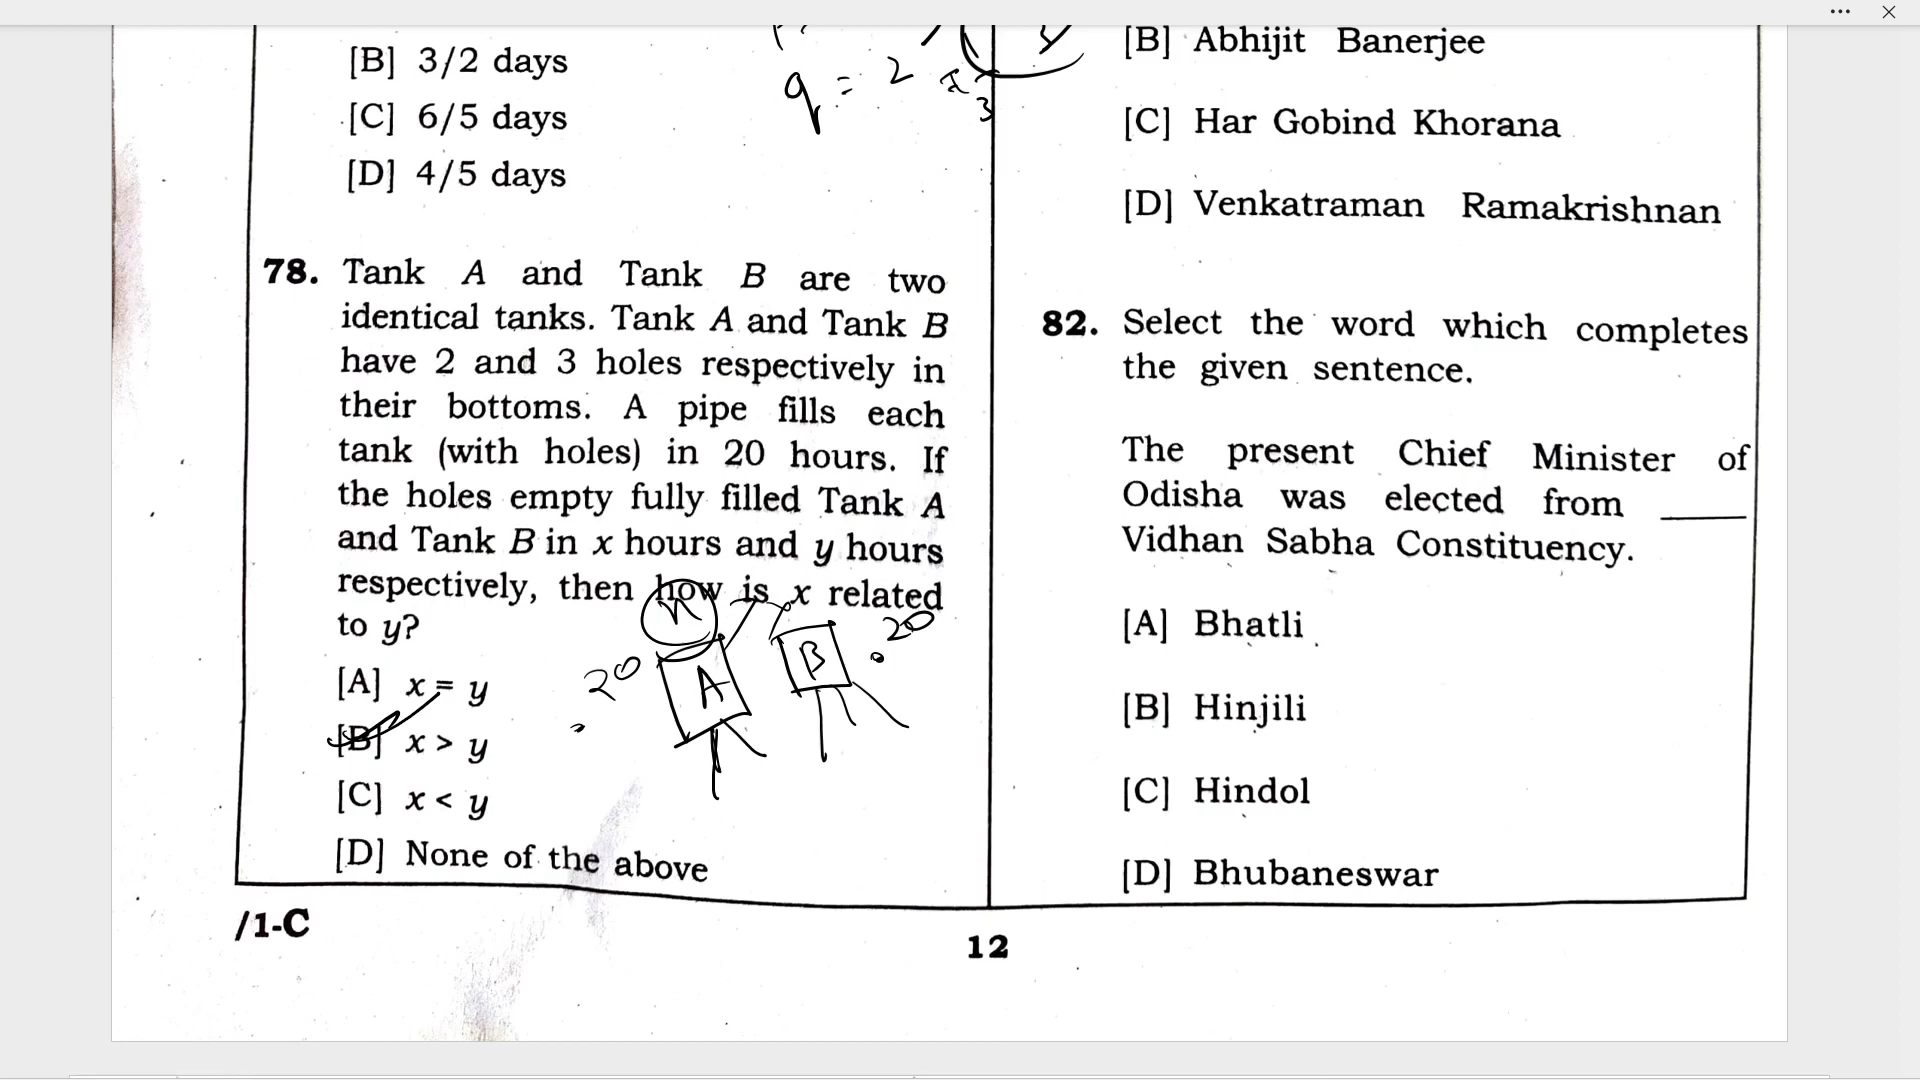 [B] 3/2 days
[C] 6/5 days
[D] 4/5 days
q = 2
3
78. Tank A and Tank B are two
identical tanks. Tank A and Tank B
have 2 and 3 holes respectively in
their bottoms. A pipe fills each
tank (with holes) in 20 hours. If
the holes empty fully filled Tank A
and Tank B in x hours and y hours
respectively, then how is x related
to y?
n
20
A
B
20
[A] x = y
[B] x > y
[C] x < y
[D] None of the above
[B] Abhijit Banerjee
[C] Har Gobind Khorana
[D] Venkatraman Ramakrishnan
82. Select the word which completes
the given sentence.
The present Chief Minister of
Odisha was elected from ____
Vidhan Sabha Constituency.
[A] Bhatli
[B] Hinjili
[C] Hindol
[D] Bhubaneswar
/1-C
12